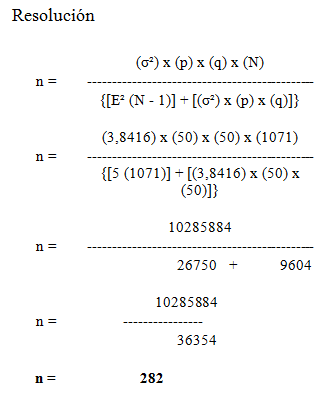 Resolución
(σ²) x (p) x (q) x (N)
n = ---------------------------------------------
{[E² (N - 1)] + [(σ²) x (p) x (q)]}
(3,8416) x (50) x (50) x (1071)
n = ---------------------------------------------
{[5 (1071)] + [(3,8416) x (50) x
(50)]}
10285884
n = ---------------------------------------------
26750 + 9604
10285884
n = ----------------
36354
n = 282